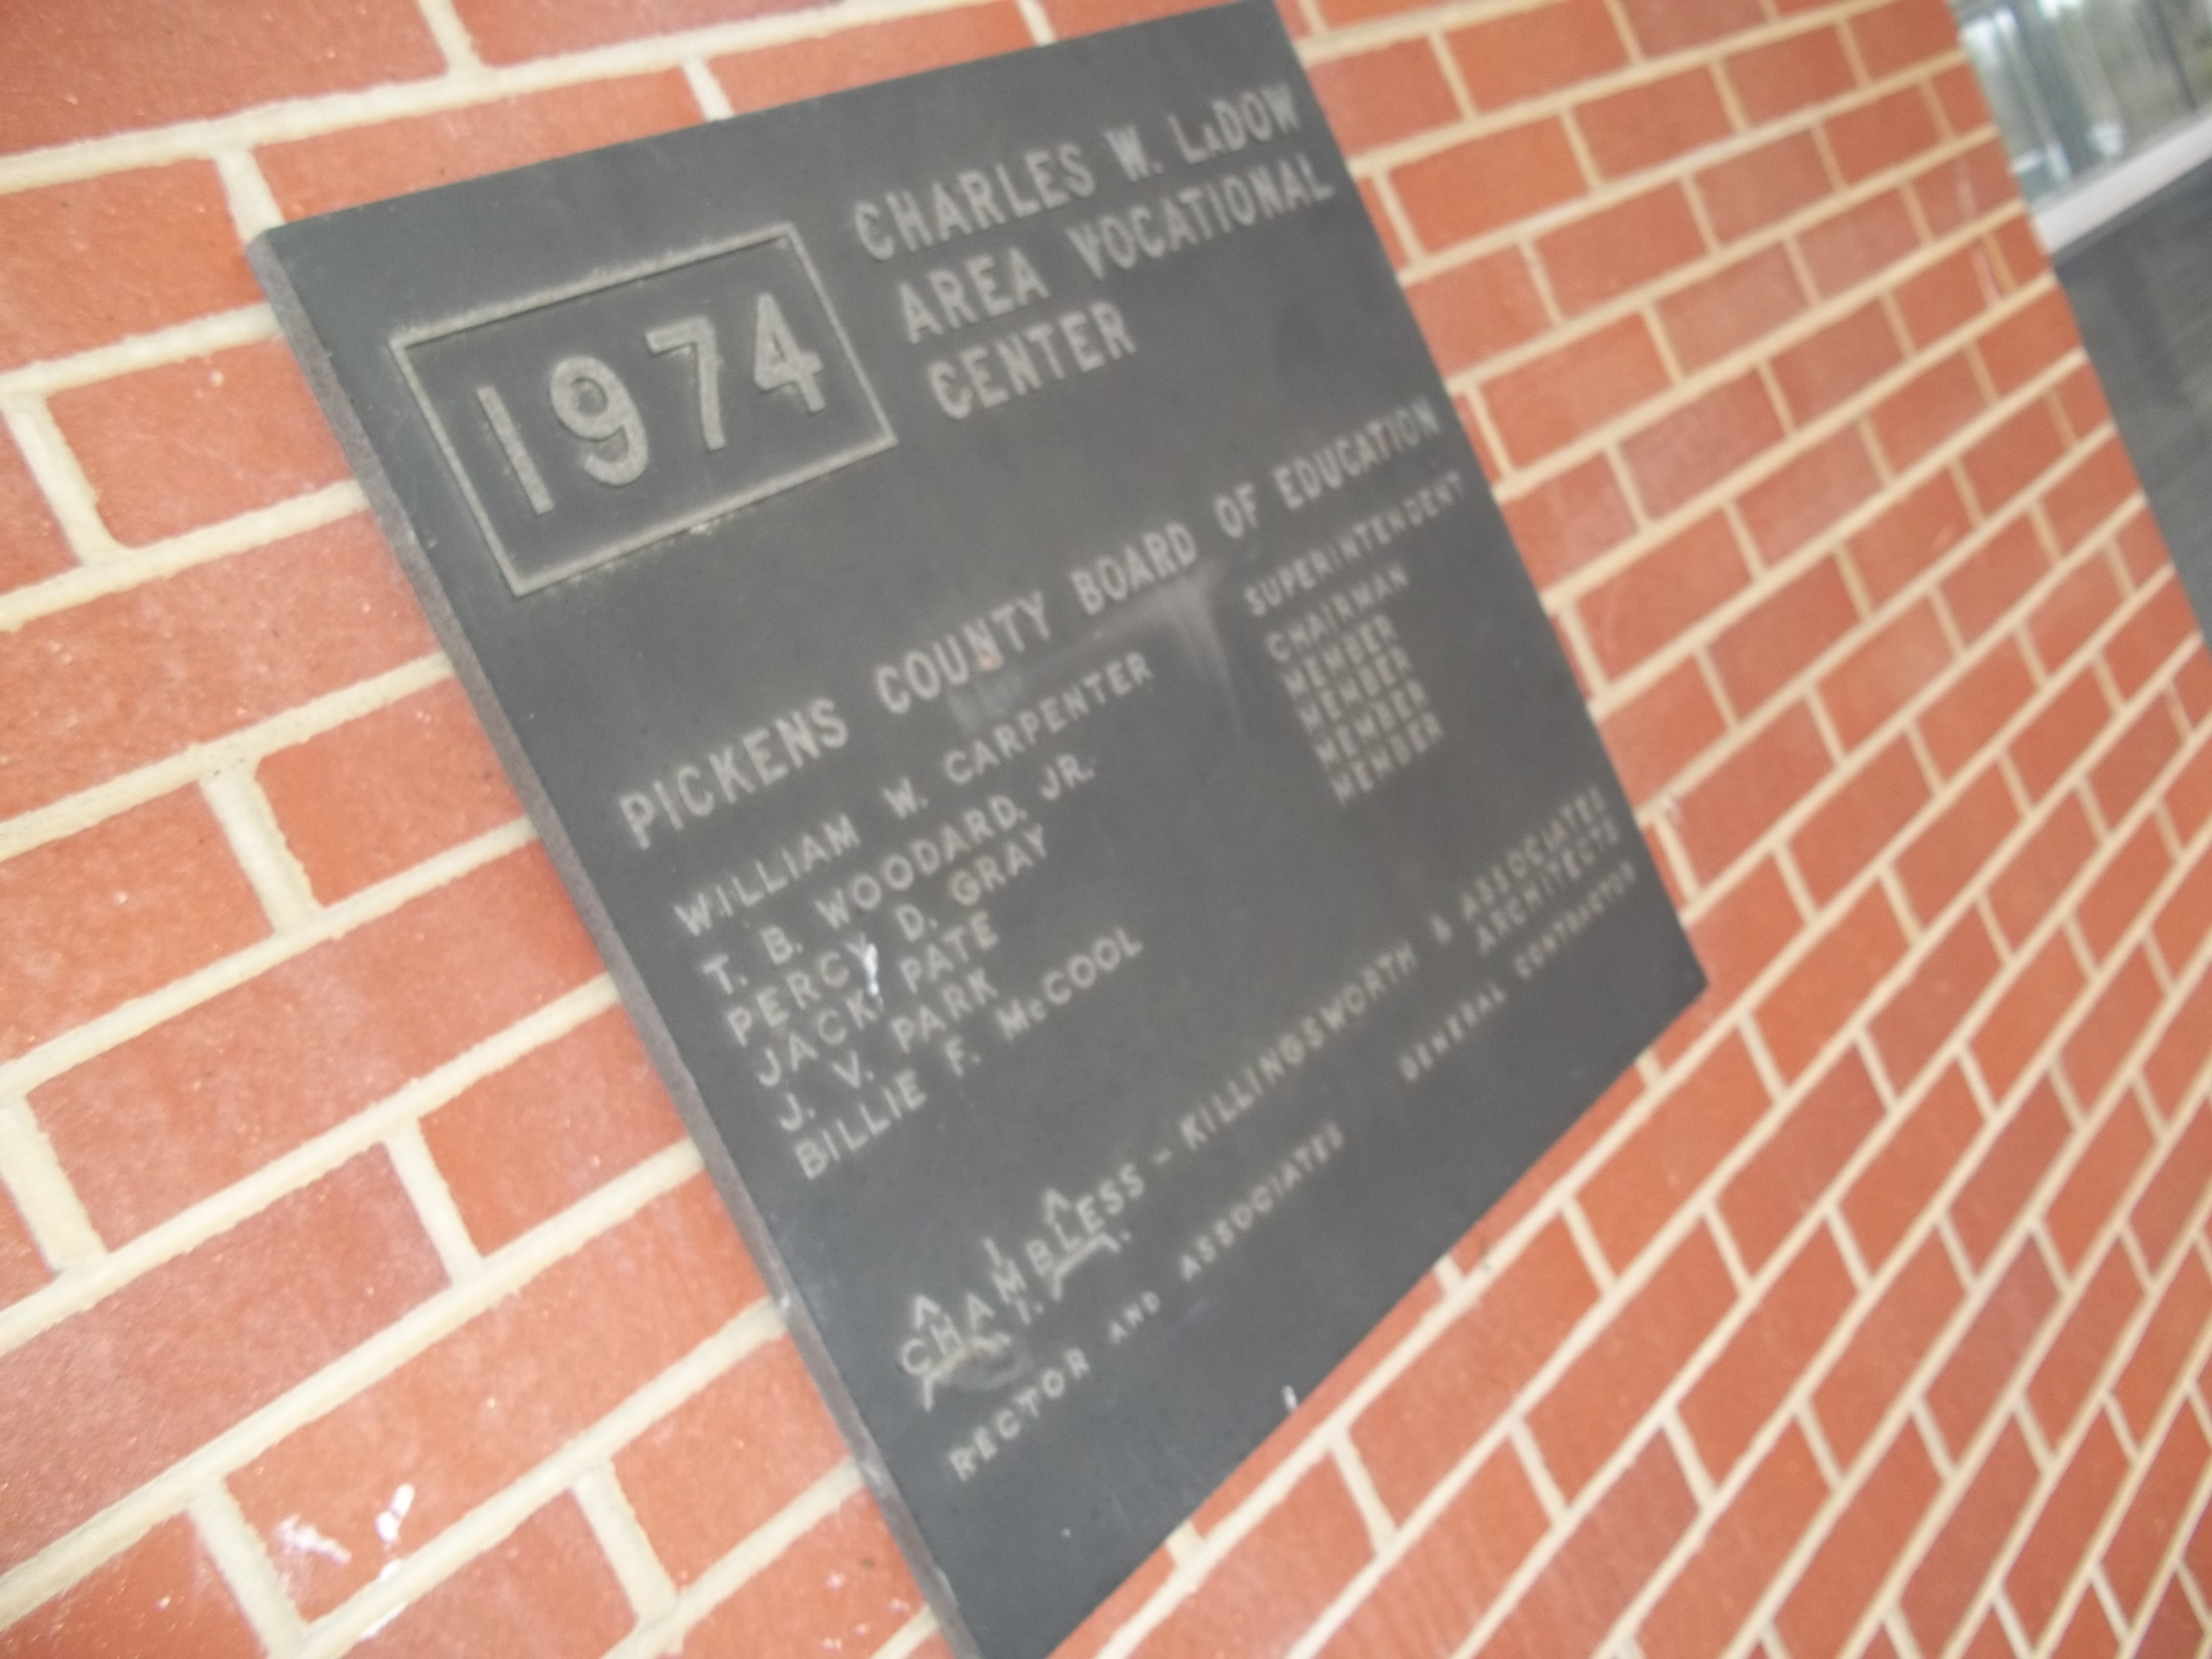 1974
CHARLES W. LaDOW
AREA VOCATIONAL
CENTER
PICKENS COUNTY BOARD OF EDUCATION
WILLIAM W. CARPENTER SUPERINTENDENT
T. B. WOODARD, JR. CHAIRMAN
PERCY D. GRAY MEMBER
JACK PATE MEMBER
J. V. PARK MEMBER
BILLIE F. McCOOL MEMBER
CHAMBLESS - KILLINGSWORTH & ASSOCIATES
ARCHITECTS
RECTOR AND ASSOCIATES GENERAL CONTRACTOR